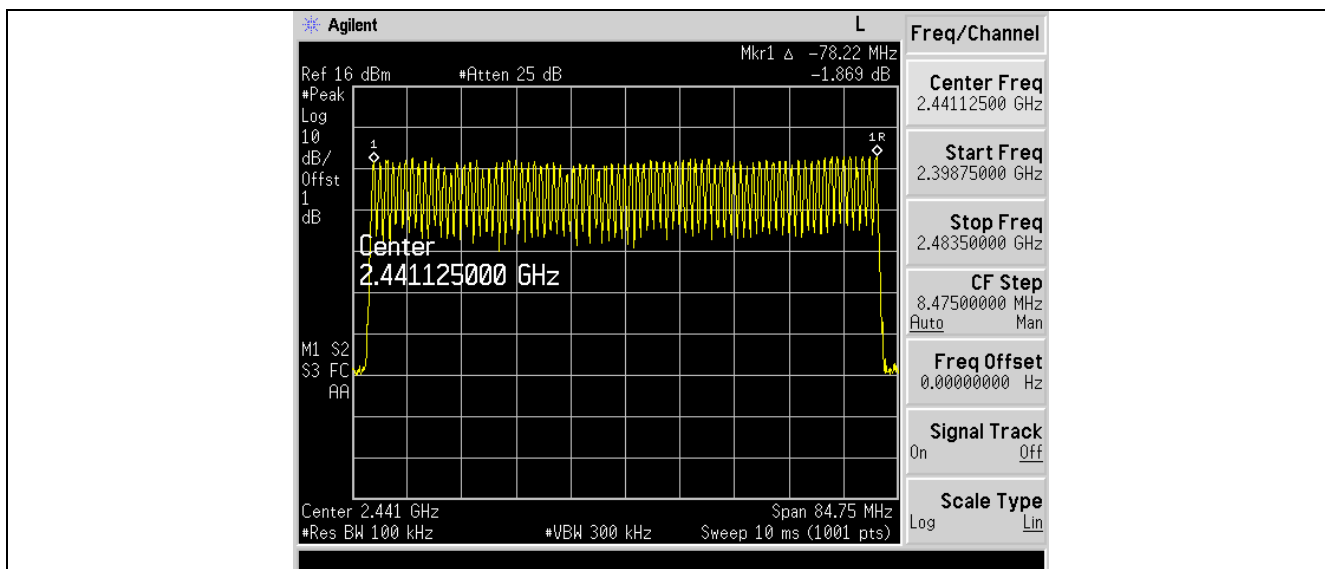 Agilent L
Mkr1 Δ -78.22 MHz
Ref 16 dBm #Atten 25 dB -1.869 dB
#Peak
Log
10
dB/
Offst
1
dB
1
1R
Center
2.441125000 GHz
M1 S2
S3 FC
AA
Center 2.441 GHz Span 84.75 MHz
#Res BW 100 kHz #VBW 300 kHz Sweep 10 ms (1001 pts)
Freq/Channel
Center Freq
2.44112500 GHz
Start Freq
2.39875000 GHz
Stop Freq
2.48350000 GHz
CF Step
8.47500000 MHz
Auto Man
Freq Offset
0.00000000 Hz
Signal Track
On Off
Scale Type
Log Lin